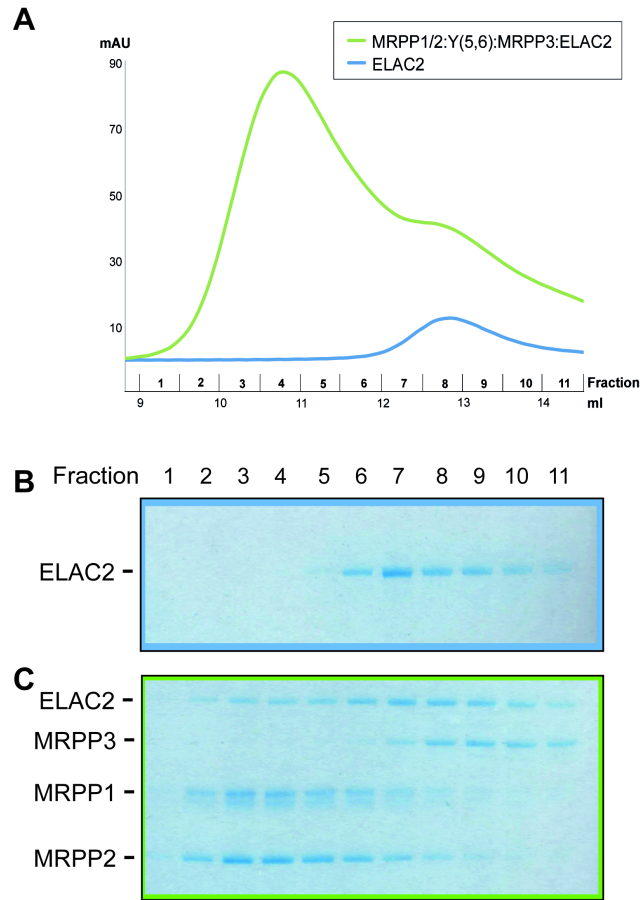 A
mAU
MRPP1/2:Y(5,6):MRPP3:ELAC2
ELAC2
90
70
50
30
10
1 2 3 4 5 6 7 8 9 10 11 Fraction
9 10 11 12 13 14 ml
B Fraction 1 2 3 4 5 6 7 8 9 10 11
ELAC2 -
C
ELAC2 -
MRPP3 -
MRPP1 -
MRPP2 -